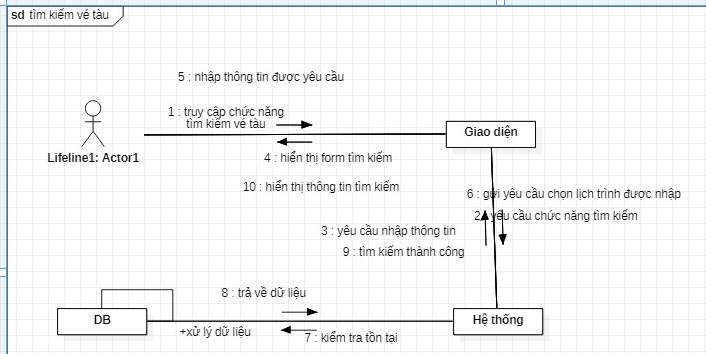 sd tìm kiếm vé tàu
5 : nhập thông tin được yêu cầu
1 : truy cập chức năng
tìm kiếm vé tàu
Giao diện
Lifeline1: Actor1
4 : hiển thị form tìm kiếm
10 : hiển thị thông tin tìm kiếm
6 : gửi yêu cầu chọn lịch trình được nhập
2 : yêu cầu chức năng tìm kiếm
3 : yêu cầu nhập thông tin
9 : tìm kiếm thành công
8 : trả về dữ liệu
DB
Hệ thống
+xử lý dữ liệu
7 : kiểm tra tồn tại